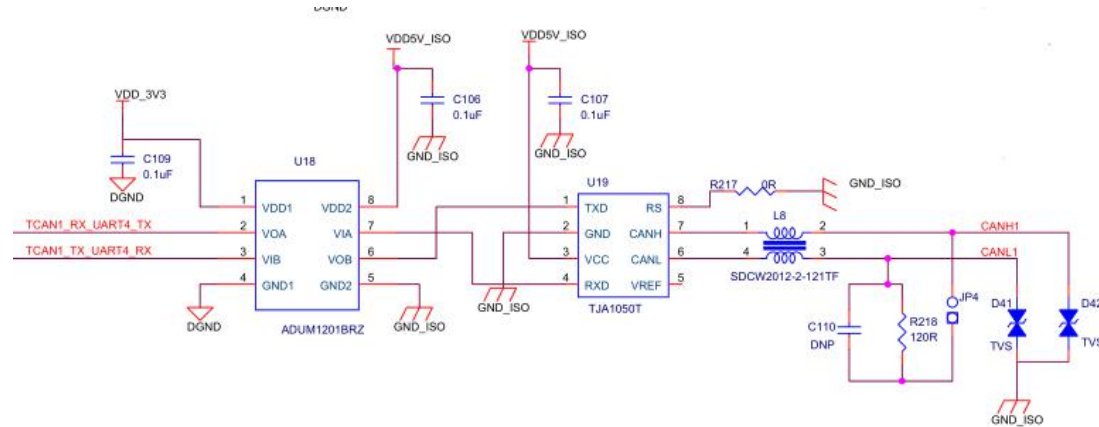 VDD5V_ISO
VDD5V_ISO
VDD_3V3
C106
0.1uF
C107
0.1uF
C109
0.1uF
GND_ISO
GND_ISO
DGND
U18
U19
R217
0R
GND_ISO
1
VDD1
VDD2
8
2
VOA
VIA
7
3
VIB
VOB
6
4
GND1
GND2
5
ADUM1201BRZ
TCAN1_RX_UART4_TX
TCAN1_TX_UART4_RX
DGND
GND_ISO
GND_ISO
1
TXD
RS
8
2
GND
CANH
7
3
VCC
CANL
6
4
RXD
VREF
5
TJA1050T
L8
1
2
4
3
SDCW2012-2-121TF
CANH1
CANL1
JP4
C110
DNP
R218
120R
D41
TVS
D42
TVS
GND_ISO